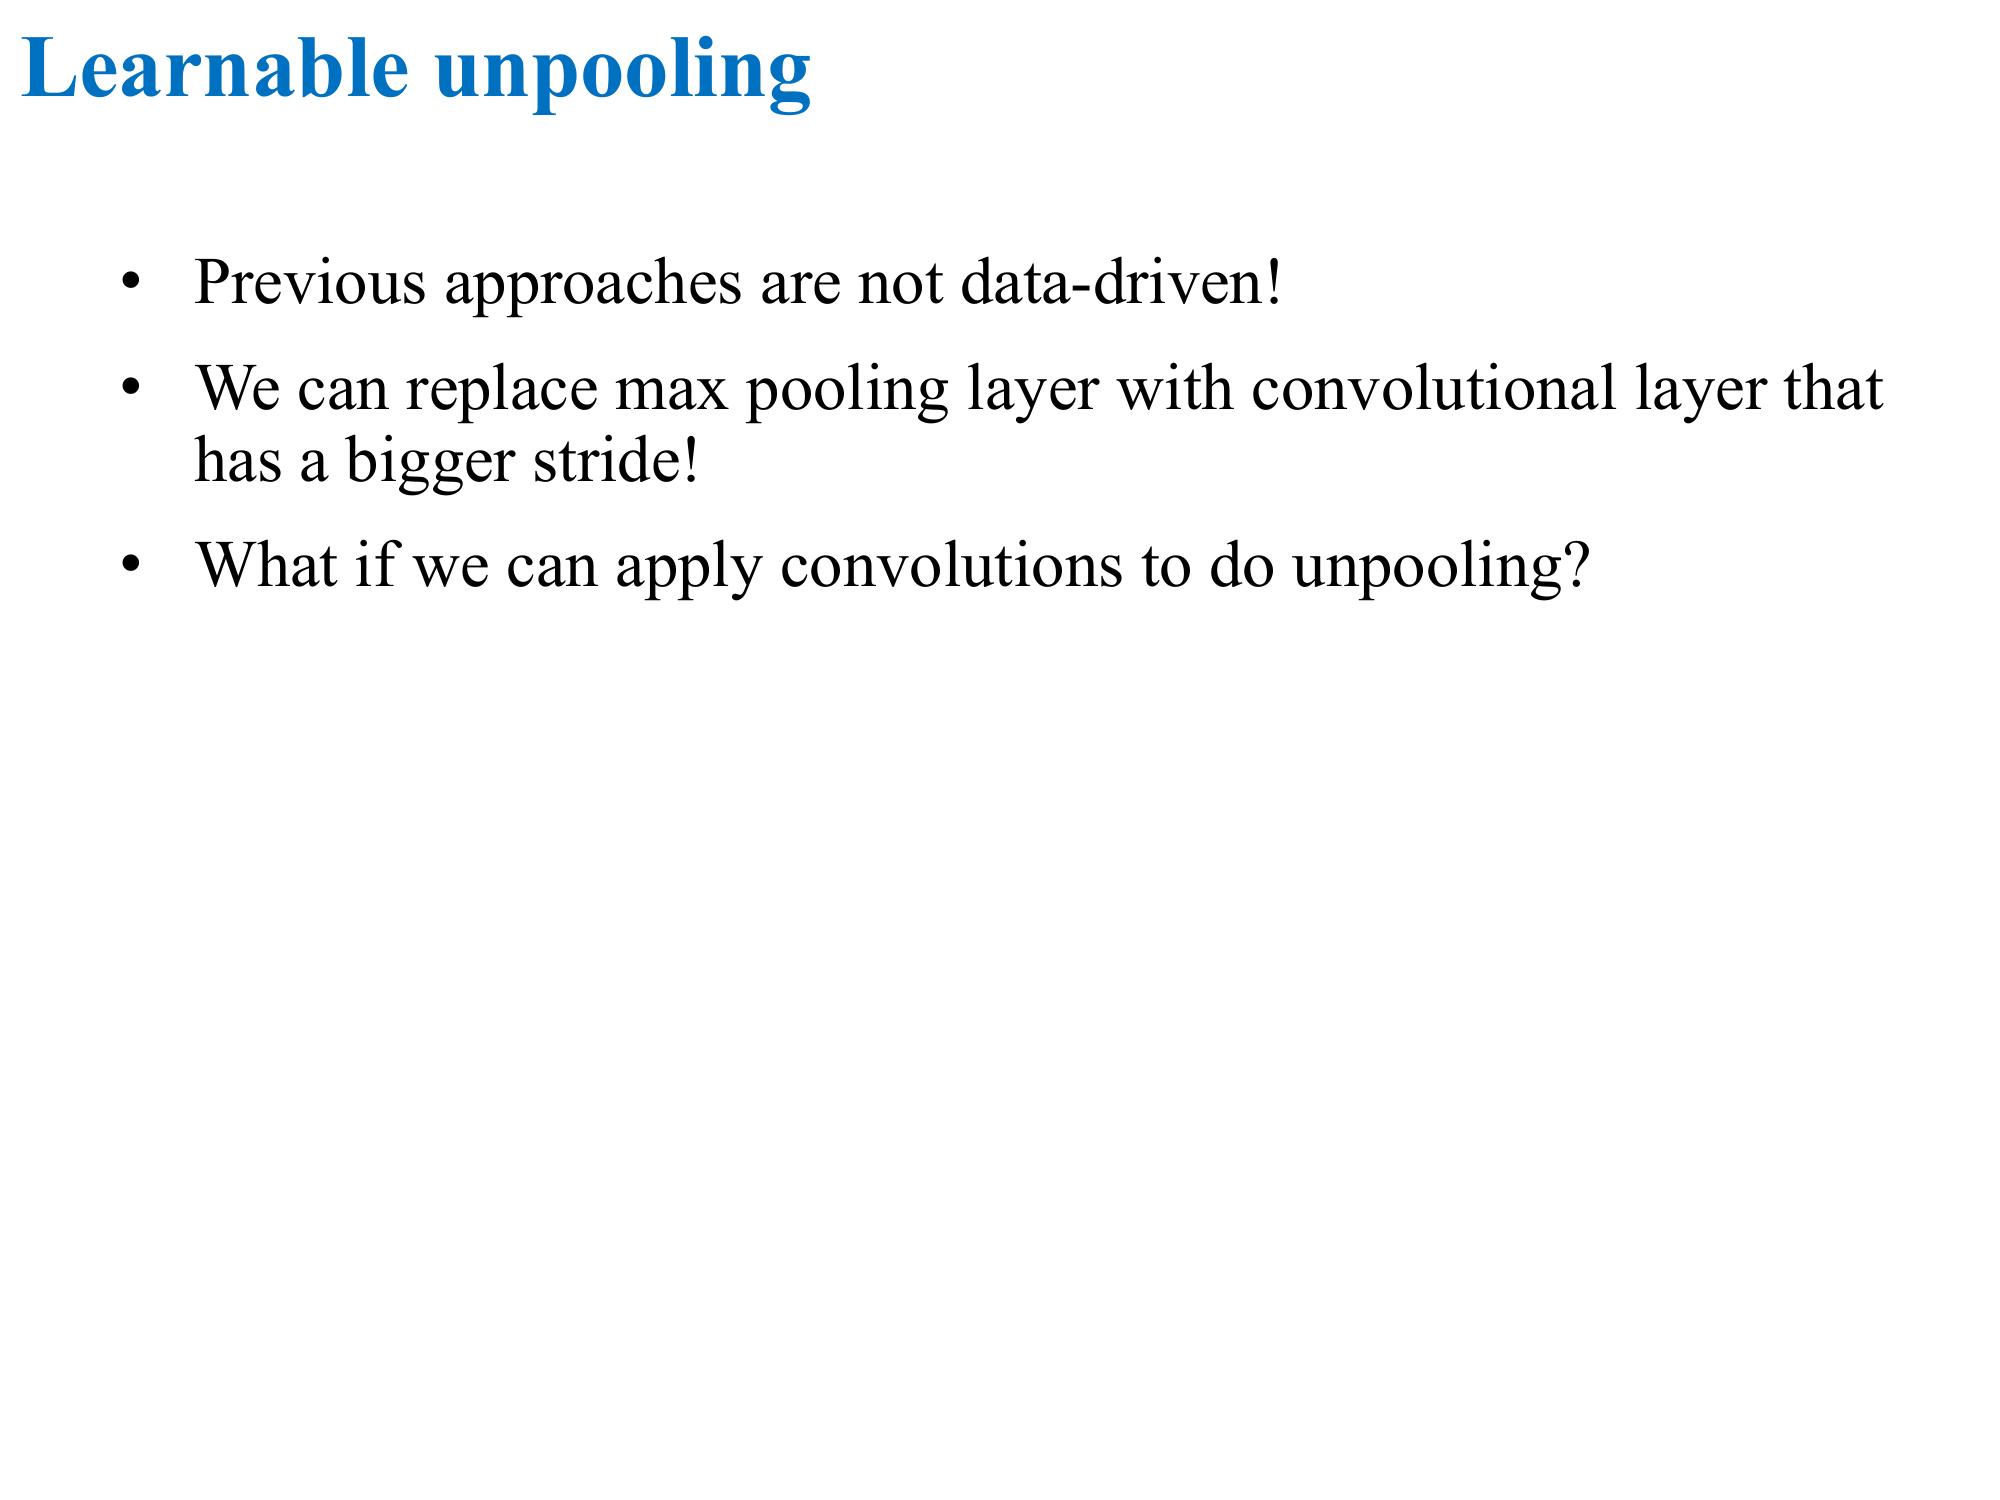 Learnable unpooling
• Previous approaches are not data-driven!
• We can replace max pooling layer with convolutional layer that
has a bigger stride!
• What if we can apply convolutions to do unpooling?